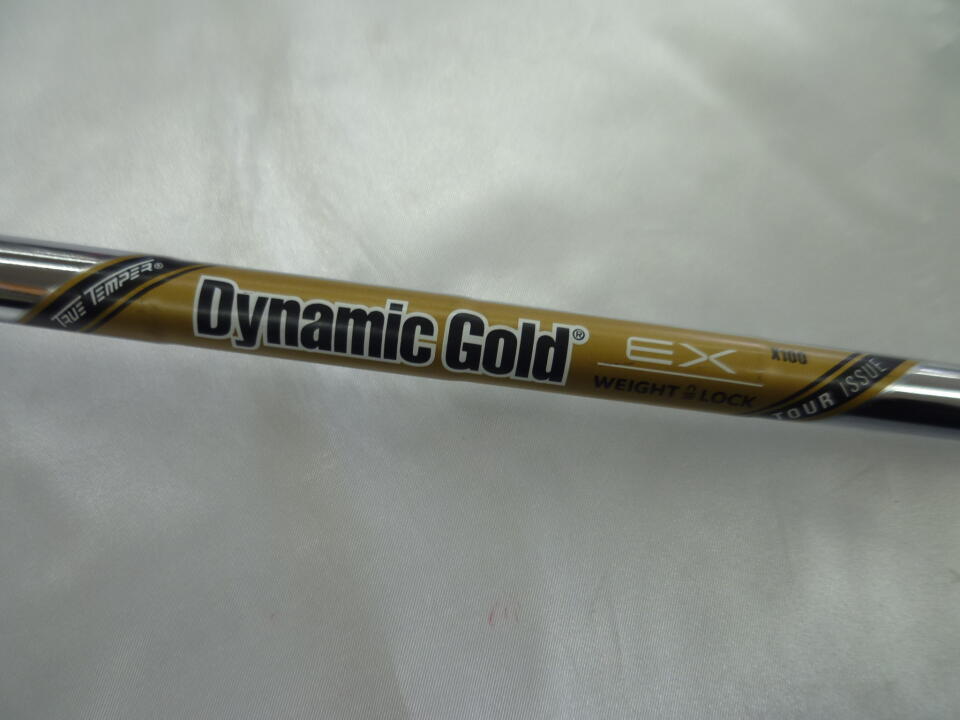 TRUE TEMPER®
Dynamic Gold®
EX
X100
WEIGHT LOCK
TOUR ISSUE